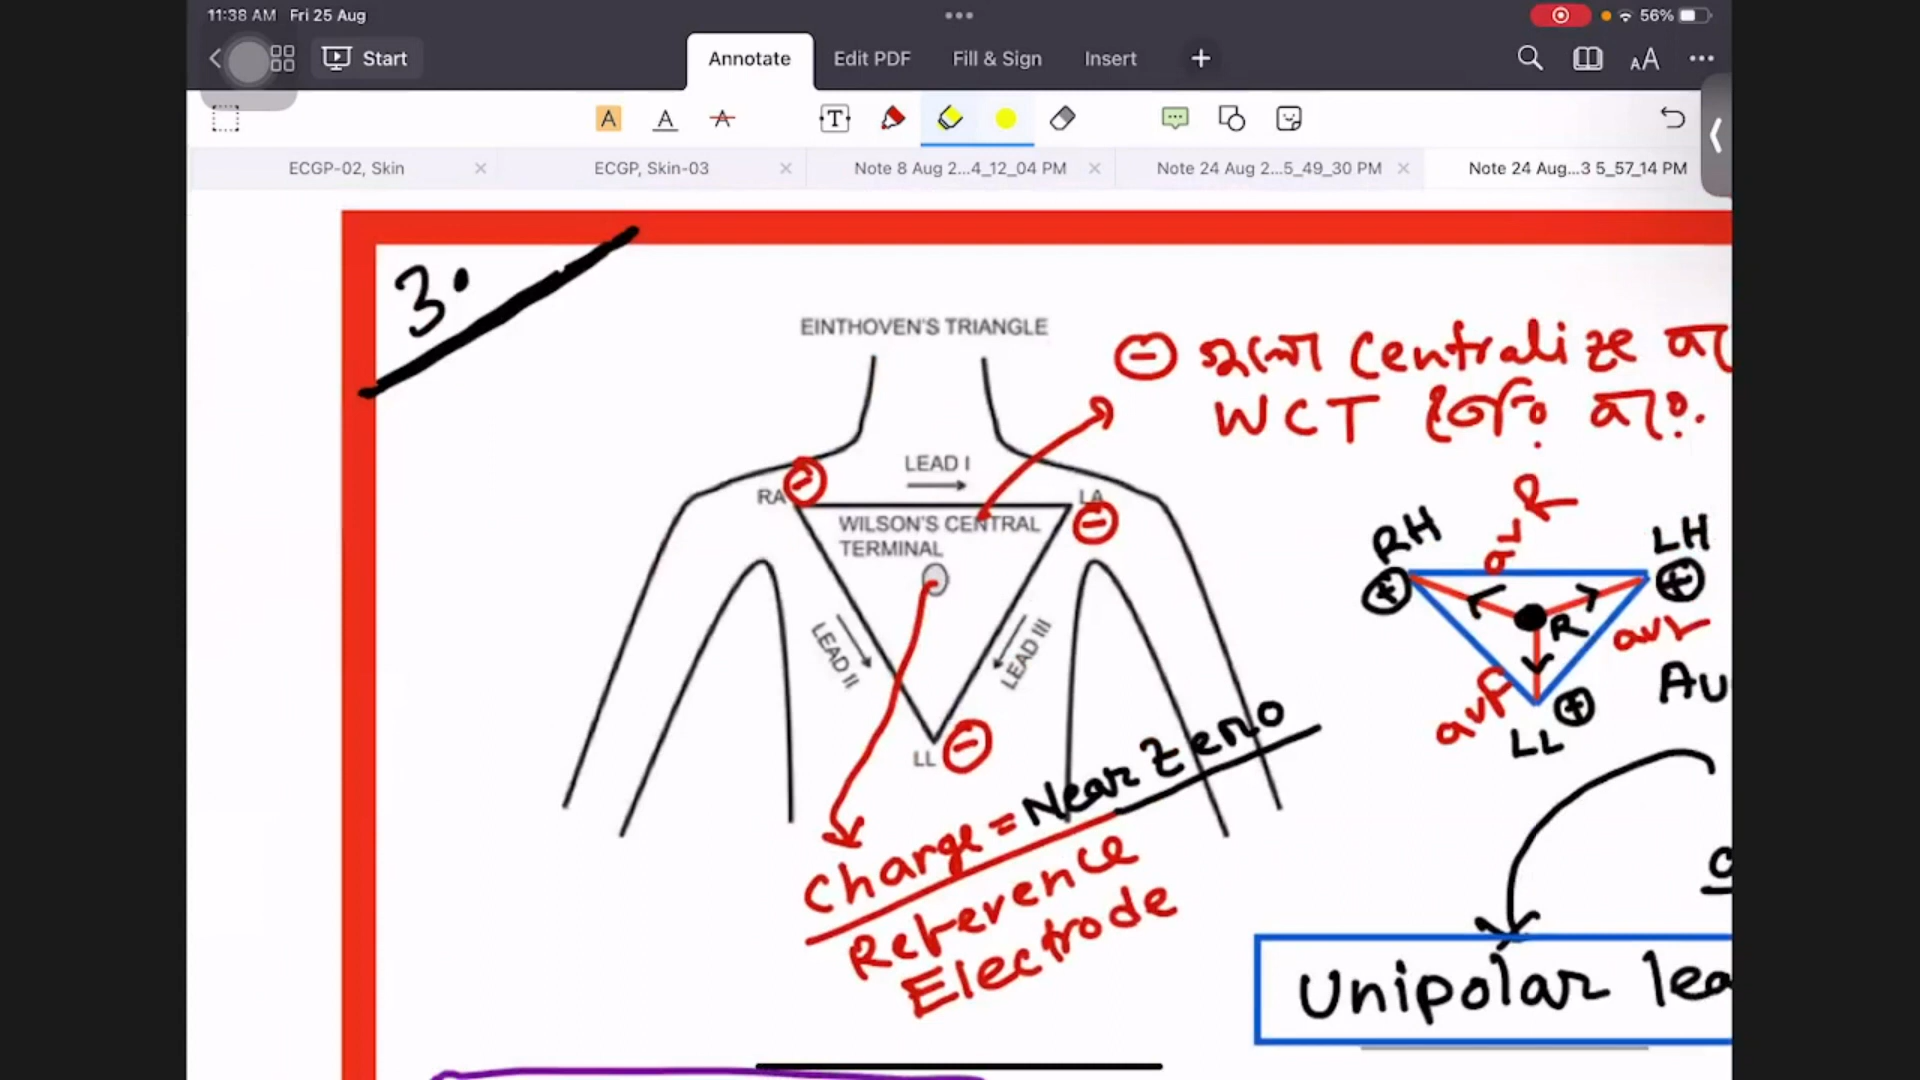 11:38 AM Fri 25 Aug
56%
Start
Annotate
Edit PDF
Fill & Sign
Insert
ECGP-02, Skin
ECGP, Skin-03
Note 8 Aug 2...4_12_04 PM
Note 24 Aug 2...5_49_30 PM
Note 24 Aug...3 5_57_14 PM
3.
EINTHOVEN'S TRIANGLE
LEAD I
RA
LA
WILSON'S CENTRAL
TERMINAL
LEAD II
LEAD III
LL
Centralize
WCT
Charge = Near Zero
Reference
Electrode
RH
avR
LH
R
avL
avF
LL
Au
Unipolar lea